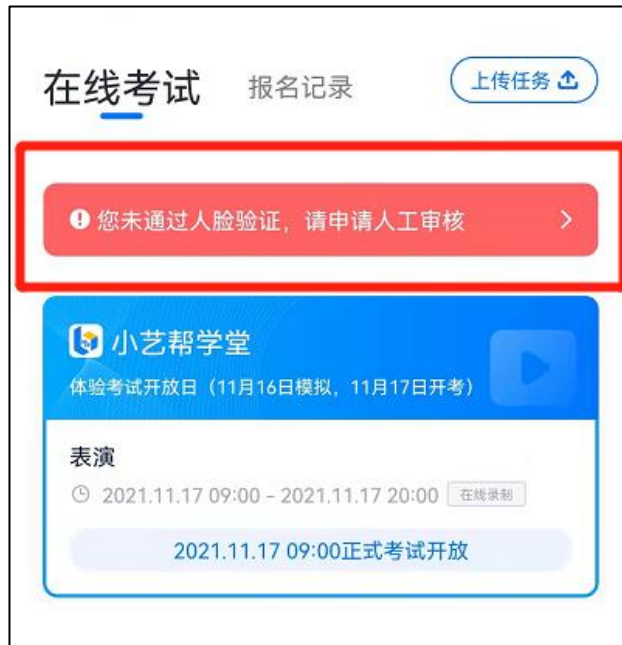 在线考试 报名记录 上传任务
您未通过人脸验证，请申请人工审核
小艺帮学堂
体验考试开放日（11月16日模拟，11月17日开考）
表演
2021.11.17 09:00 - 2021.11.17 20:00 在线录制
2021.11.17 09:00正式考试开放